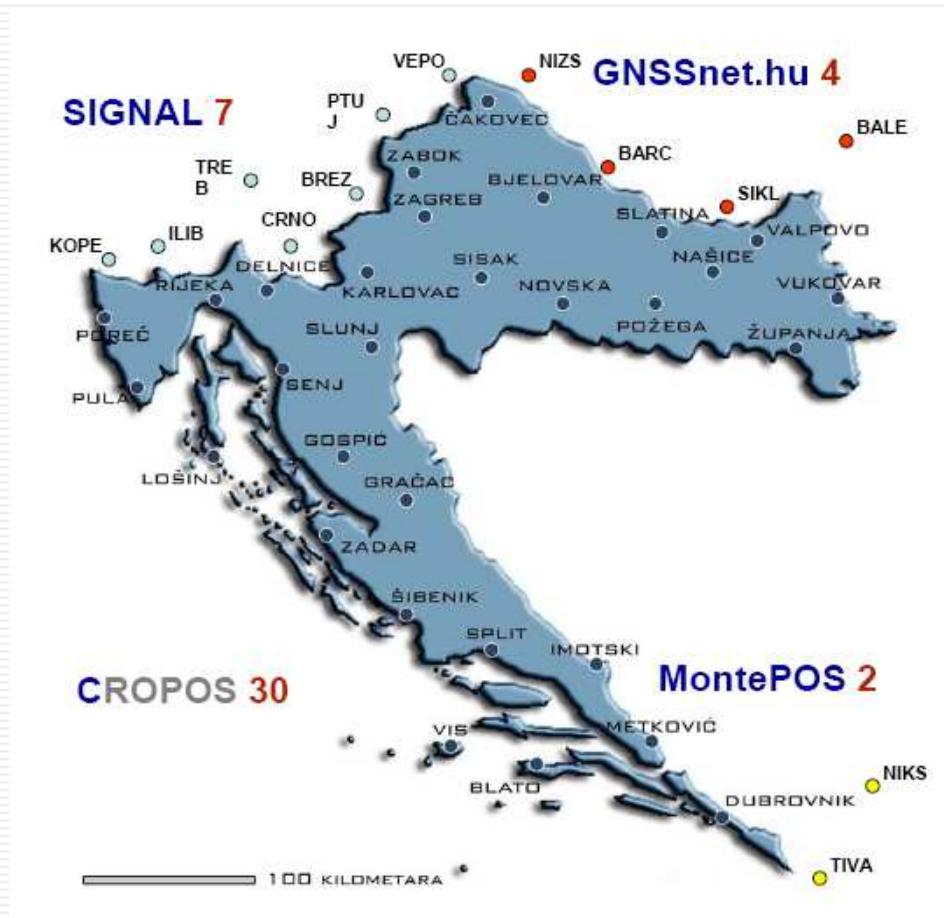 VEPO
NIZS
GNSSnet.hu 4
SIGNAL 7
PTU
J
ČAKOVEC
BALE
TRE
B
BREZ
ZABOK
BARC
BJELOVAR
ZAGREB
SIKL
SLATINA
KOPE
ILIB
CRNO
VALPOVO
DELNICE
SISAK
NAŠICE
RIJEKA
KARLOVAC
NOVSKA
VUKOVAR
POREČ
SLUNJ
POŽEGA
ŽUPANJA
PULA
SENJ
GOSPIĆ
LOŠINJ
GRAČAC
ZADAR
ŠIBENIK
SPLIT
IMOTSKI
CROPOS 30
MontePOS 2
VIS
METKOVIĆ
BLATO
NIKS
DUBROVNIK
TIVA
100 KILOMETARA